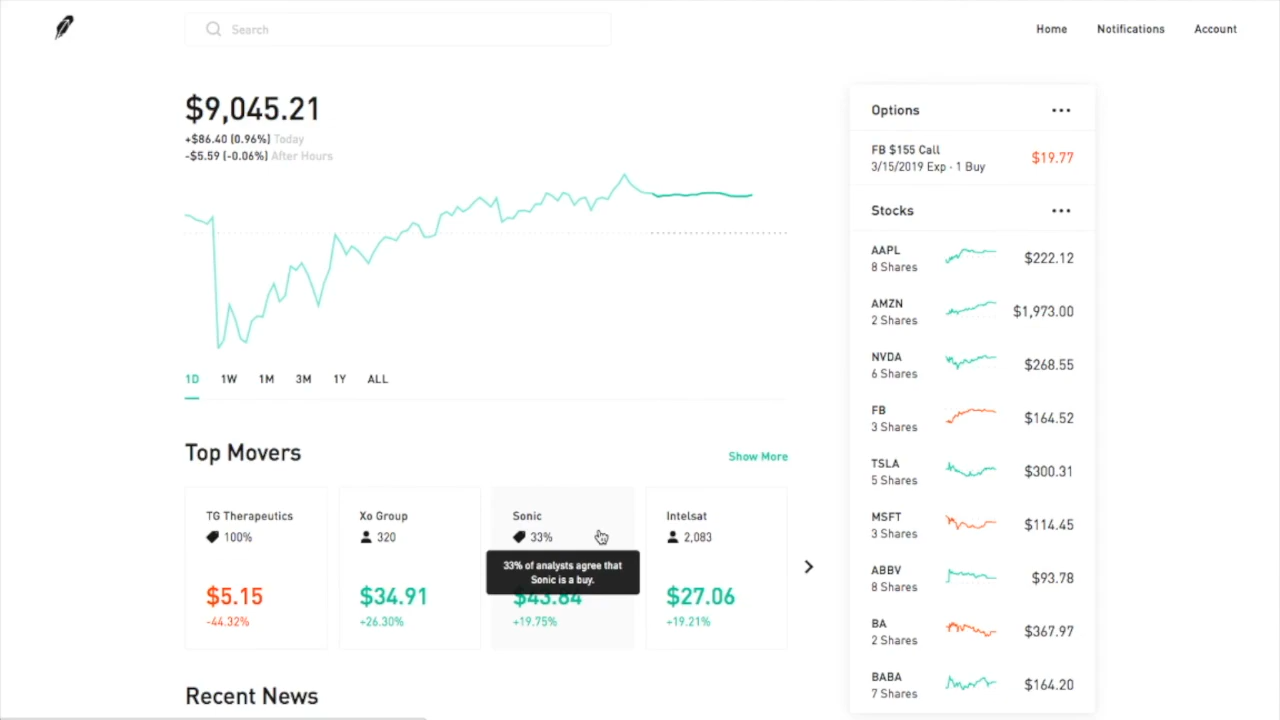 Search
Home
Notifications
Account
$9,045.21
+$86.40 (0.96%) Today
-$5.59 (-0.06%) After Hours
1D
1W
1M
3M
1Y
ALL
Top Movers
Show More
TG Therapeutics
100%
$5.15
-44.32%
Xo Group
320
$34.91
+26.30%
Sonic
33%
33% of analysts agree that
Sonic is a buy.
$43.84
+19.75%
Intelsat
2,083
$27.06
+19.21%
Recent News
Options
FB $155 Call
3/15/2019 Exp · 1 Buy
$19.77
Stocks
AAPL
8 Shares
$222.12
AMZN
2 Shares
$1,973.00
NVDA
6 Shares
$268.55
FB
3 Shares
$164.52
TSLA
5 Shares
$300.31
MSFT
3 Shares
$114.45
ABBV
8 Shares
$93.78
BA
2 Shares
$367.97
BABA
7 Shares
$164.20